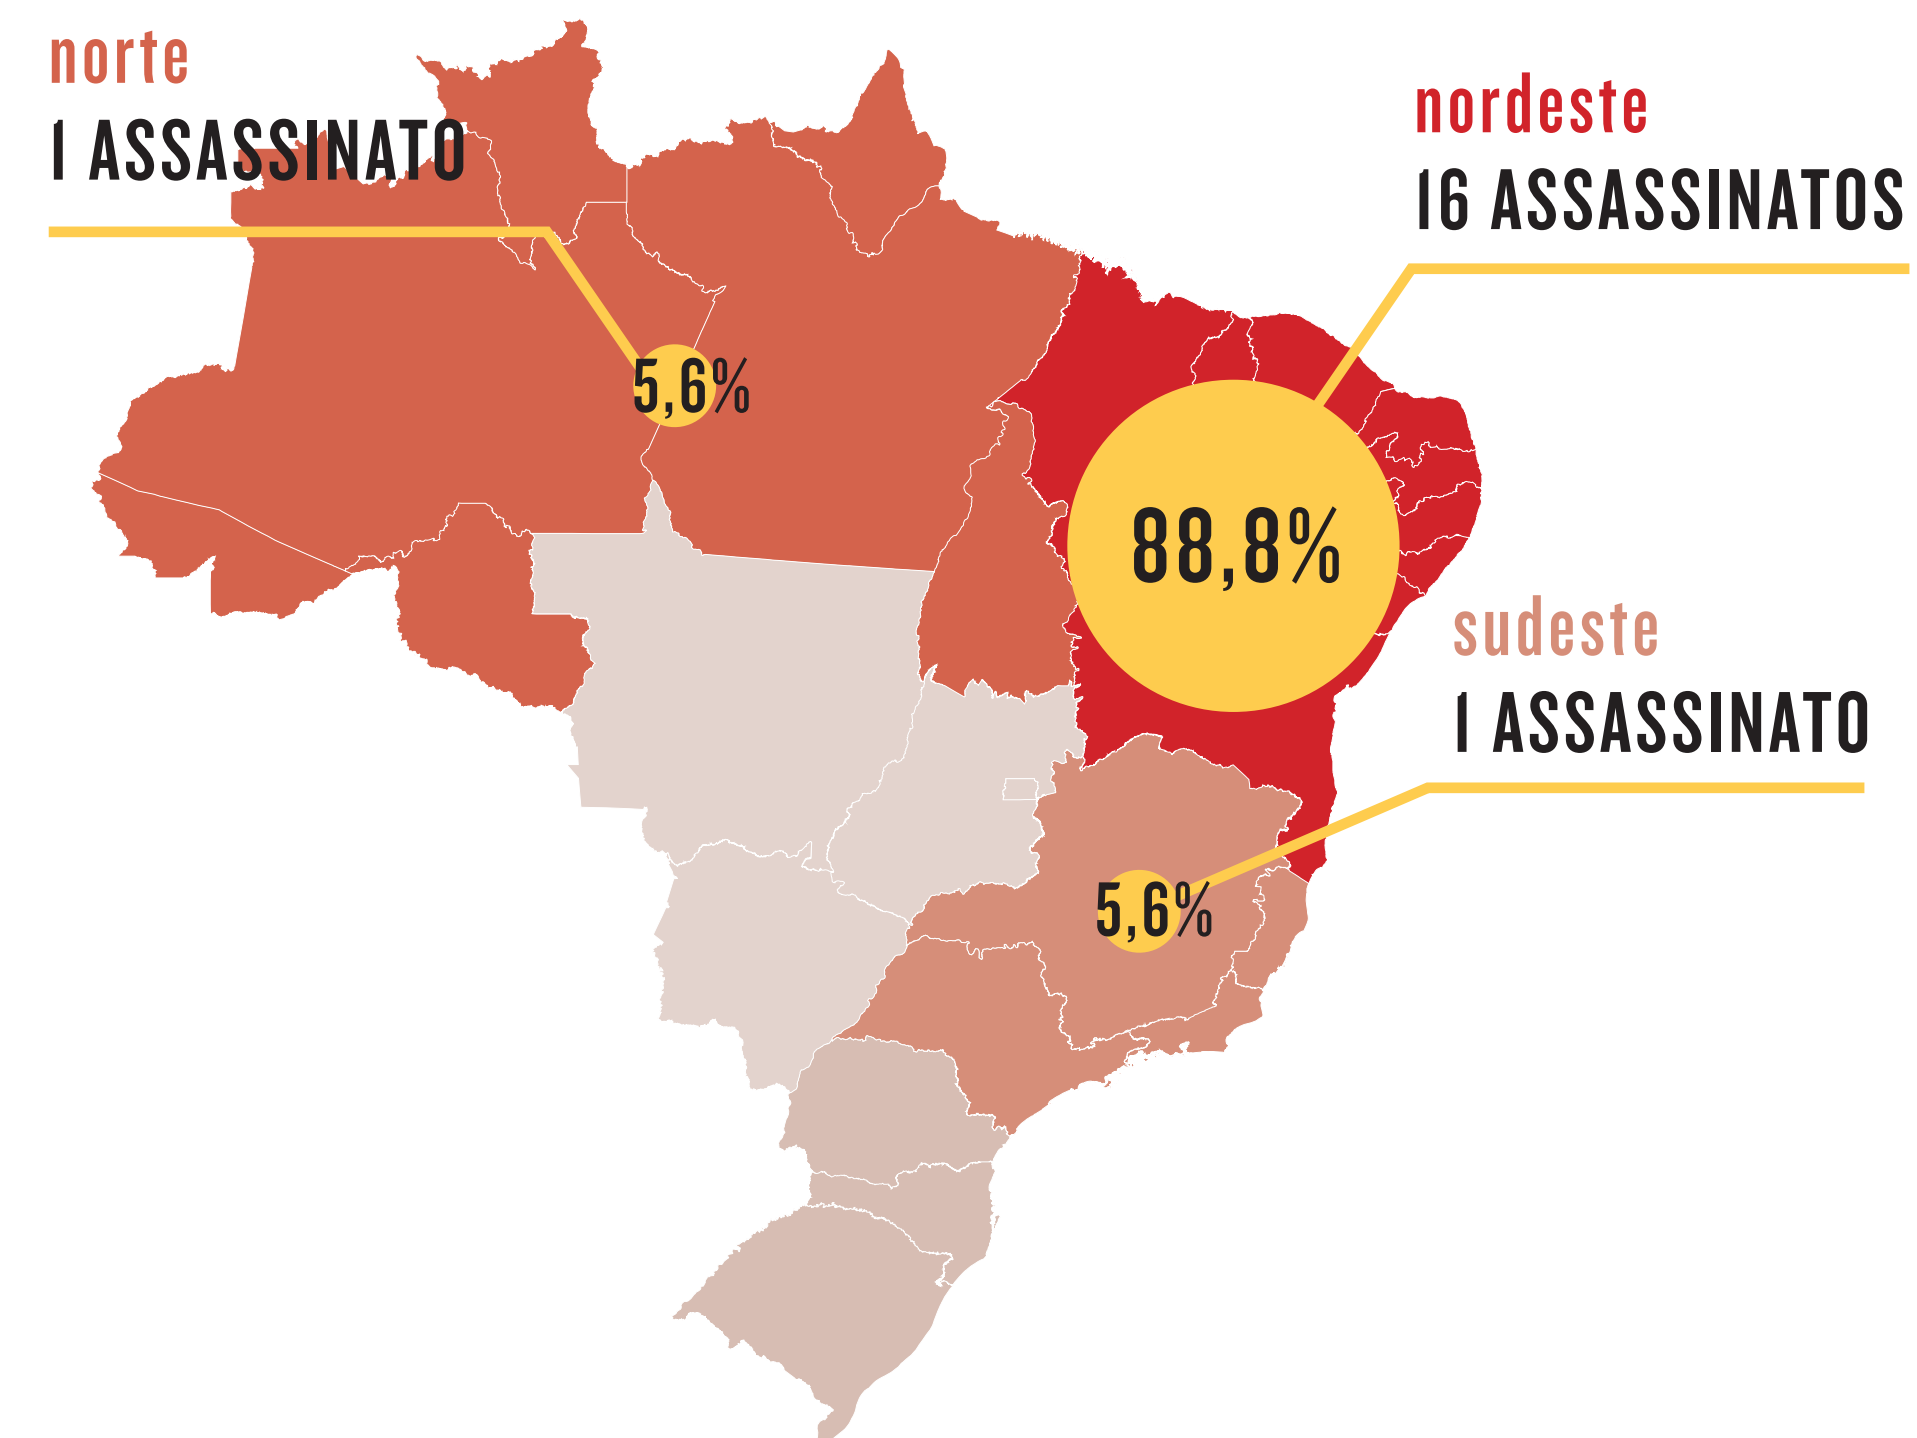 norte
1 ASSASSINATO
5,6%
nordeste
16 ASSASSINATOS
88,8%
sudeste
1 ASSASSINATO
5,6%